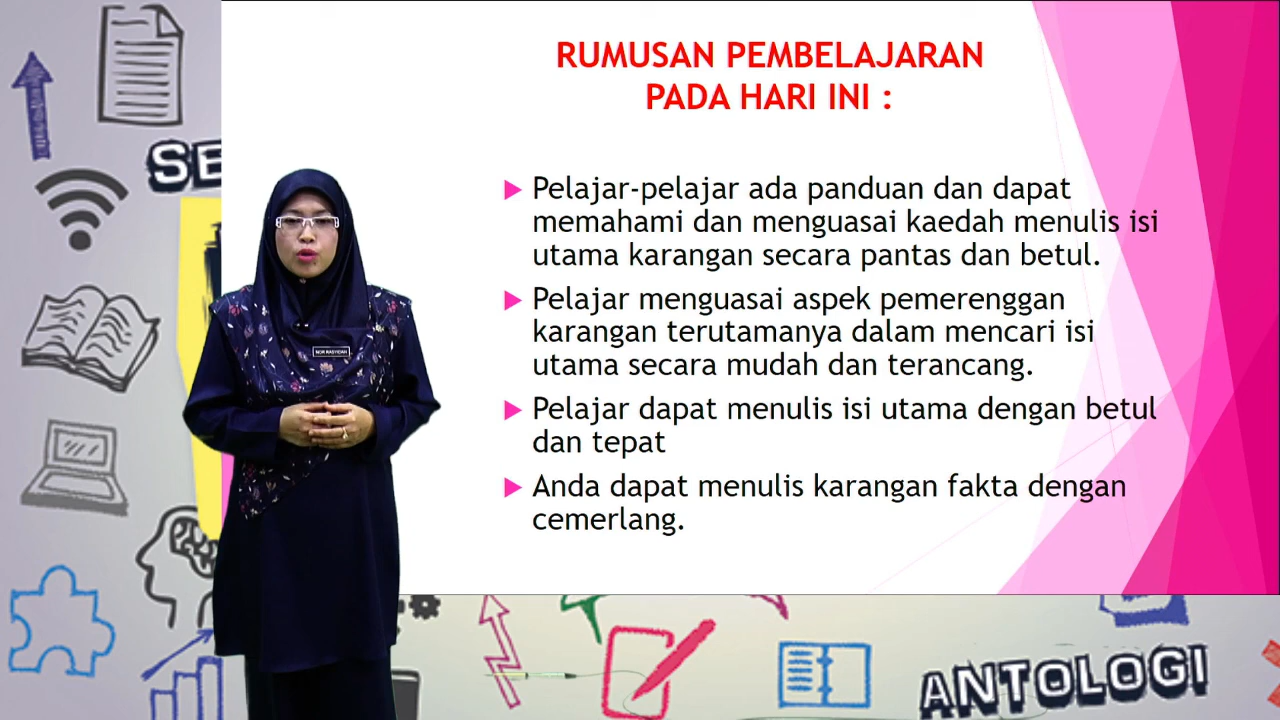 RUMUSAN PEMBELAJARAN
PADA HARI INI :
SE
Pelajar-pelajar ada panduan dan dapat
memahami dan menguasai kaedah menulis isi
utama karangan secara pantas dan betul.
Pelajar menguasai aspek pemerenggan
karangan terutamanya dalam mencari isi
utama secara mudah dan terancang.
Pelajar dapat menulis isi utama dengan betul
dan tepat
Anda dapat menulis karangan fakta dengan
cemerlang.
ANTOLOGI